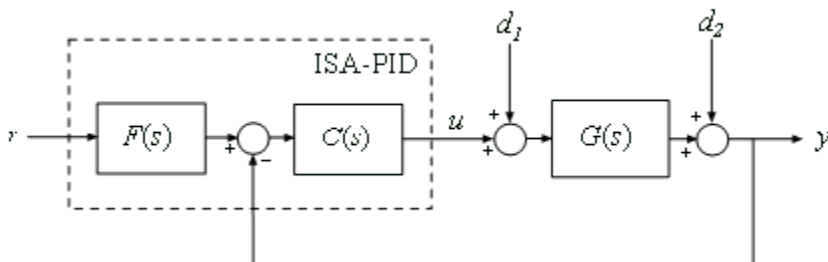 d₁
d₂
ISA-PID
r
F(s)
+
−
C(s)
u
+
+
G(s)
+
+
y